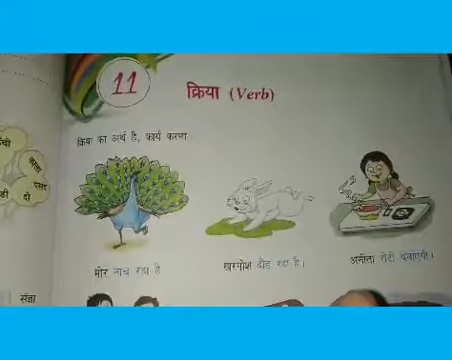 11
क्रिया (Verb)
क्रिया का अर्थ है, कार्य करना
मोर नाच रहा है
खरगोश दौड़ रहा है।
अनीता रोटी बनाएगी।
संज्ञा